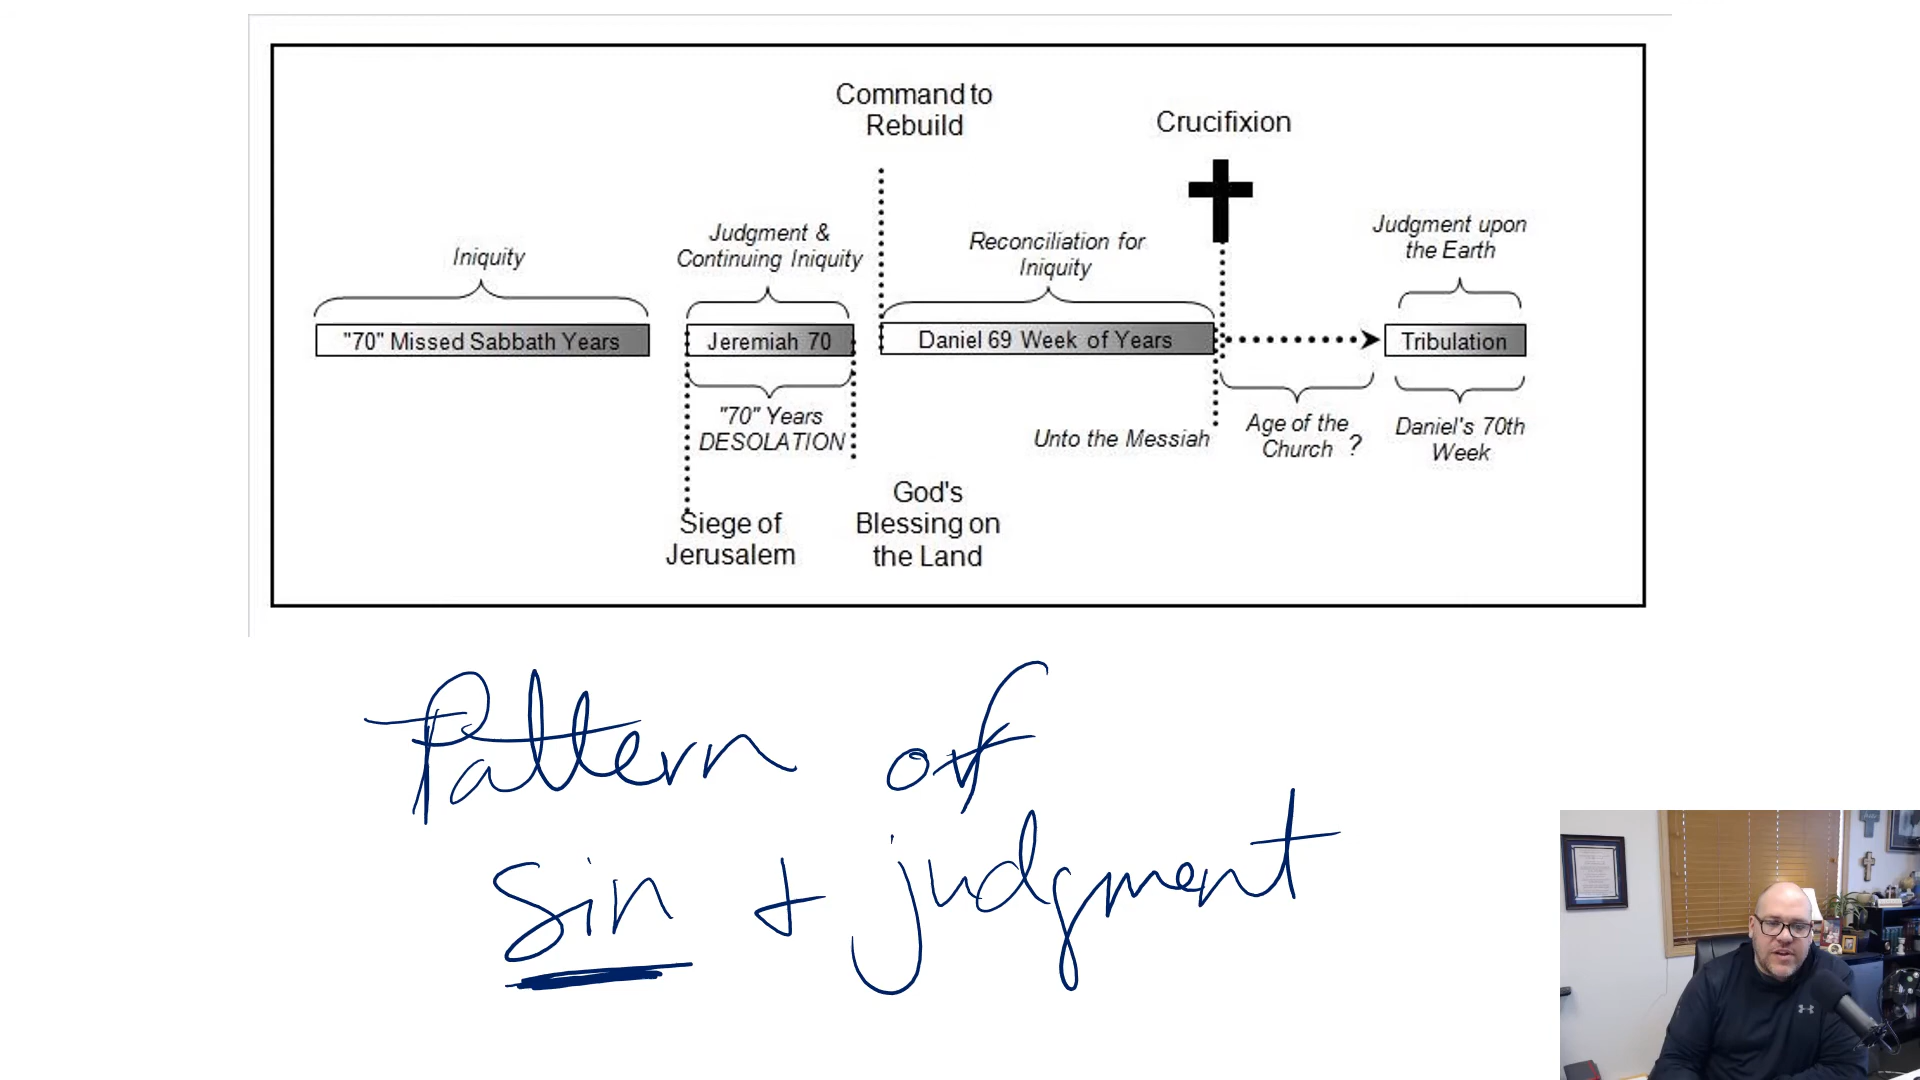 Command to
Rebuild
Crucifixion
Judgment upon
the Earth
Judgment &
Continuing Iniquity
Reconciliation for
Iniquity
Iniquity
"70" Missed Sabbath Years
Jeremiah 70
Daniel 69 Week of Years
Tribulation
"70" Years
DESOLATION
Unto the Messiah
Age of the
Church ?
Daniel's 70th
Week
Siege of
Jerusalem
God's
Blessing on
the Land
Pattern of
sin + judgment